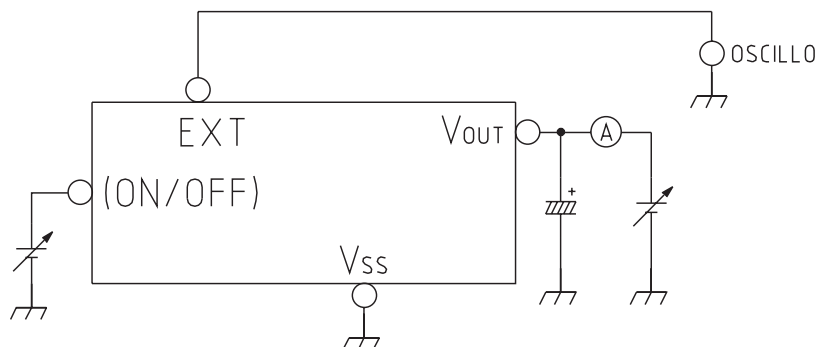 OSCILLO
EXT
VOUT
A
(ON/OFF)
+
VSS